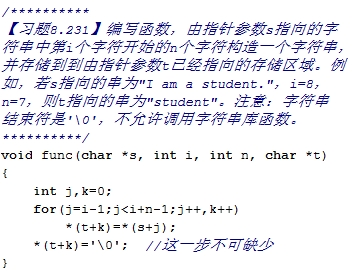 /**********
【习题8.231】编写函数，由指针参数s指向的字
符串中第i个字符开始的n个字符构造一个字符串，
并存储到到由指针参数t已经指向的存储区域。例
如，若s指向的串为"I am a student."，i=8，
n=7，则t指向的串为"student"。注意：字符串
结束符是'\0'，不允许调用字符串库函数。
**********/
void func(char *s, int i, int n, char *t)
{
    int j,k=0;
    for(j=i-1;j<i+n-1;j++,k++)
        *(t+k)=*(s+j);
    *(t+k)='\0';  //这一步不可缺少
}